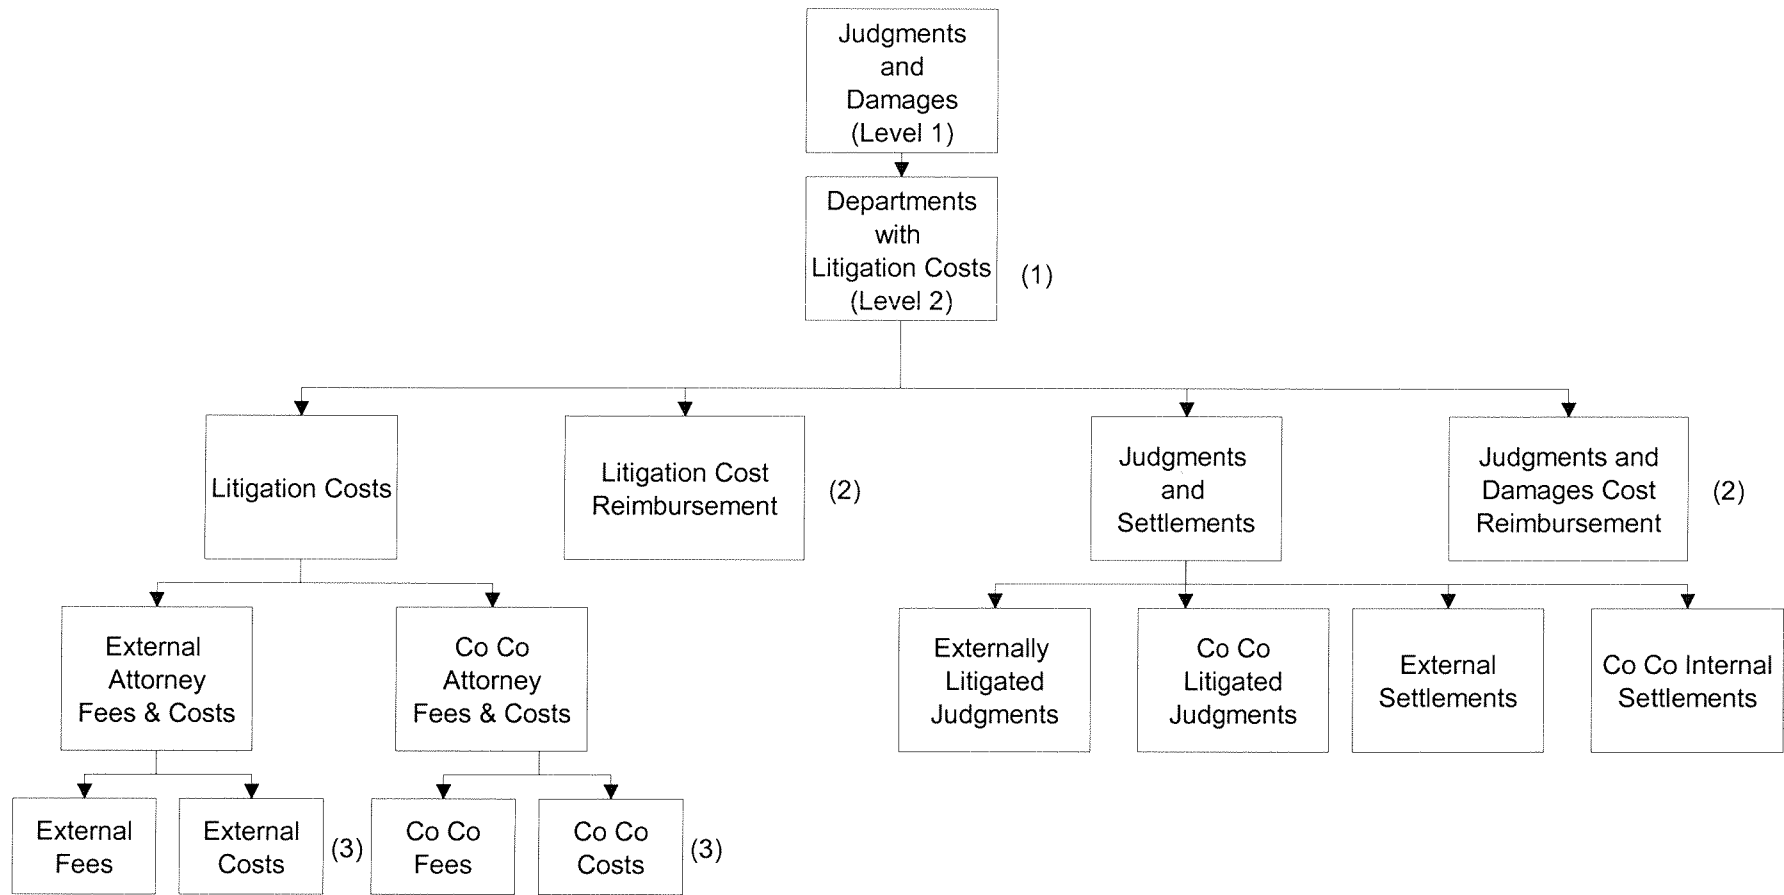 Judgments
and
Damages
(Level 1)
Departments
with
Litigation Costs
(Level 2)
(1)
Litigation Costs
Litigation Cost
Reimbursement
(2)
Judgments
and
Settlements
Judgments and
Damages Cost
Reimbursement
(2)
External
Attorney
Fees & Costs
Co Co
Attorney
Fees & Costs
Externally
Litigated
Judgments
Co Co
Litigated
Judgments
External
Settlements
Co Co Internal
Settlements
External
Fees
External
Costs
(3)
Co Co
Fees
Co Co
Costs
(3)